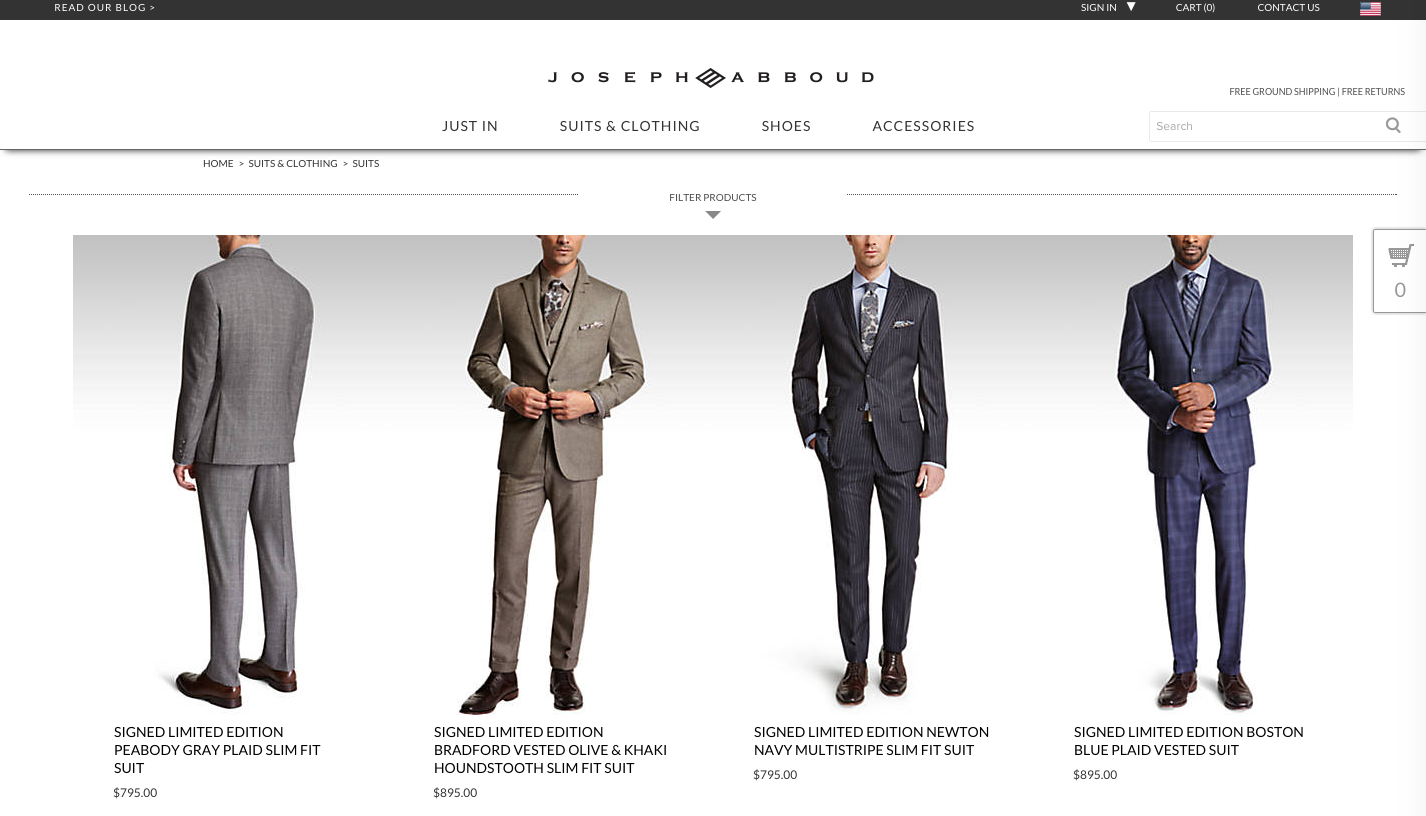 READ OUR BLOG >
SIGN IN ▼ CART (0) CONTACT US
JOSEPH ABBOUD
FREE GROUND SHIPPING | FREE RETURNS
JUST IN SUITS & CLOTHING SHOES ACCESSORIES
Search
HOME > SUITS & CLOTHING > SUITS
FILTER PRODUCTS
0
SIGNED LIMITED EDITION
PEABODY GRAY PLAID SLIM FIT
SUIT
$795.00
SIGNED LIMITED EDITION
BRADFORD VESTED OLIVE & KHAKI
HOUNDSTOOTH SLIM FIT SUIT
$895.00
SIGNED LIMITED EDITION NEWTON
NAVY MULTISTRIPE SLIM FIT SUIT
$795.00
SIGNED LIMITED EDITION BOSTON
BLUE PLAID VESTED SUIT
$895.00